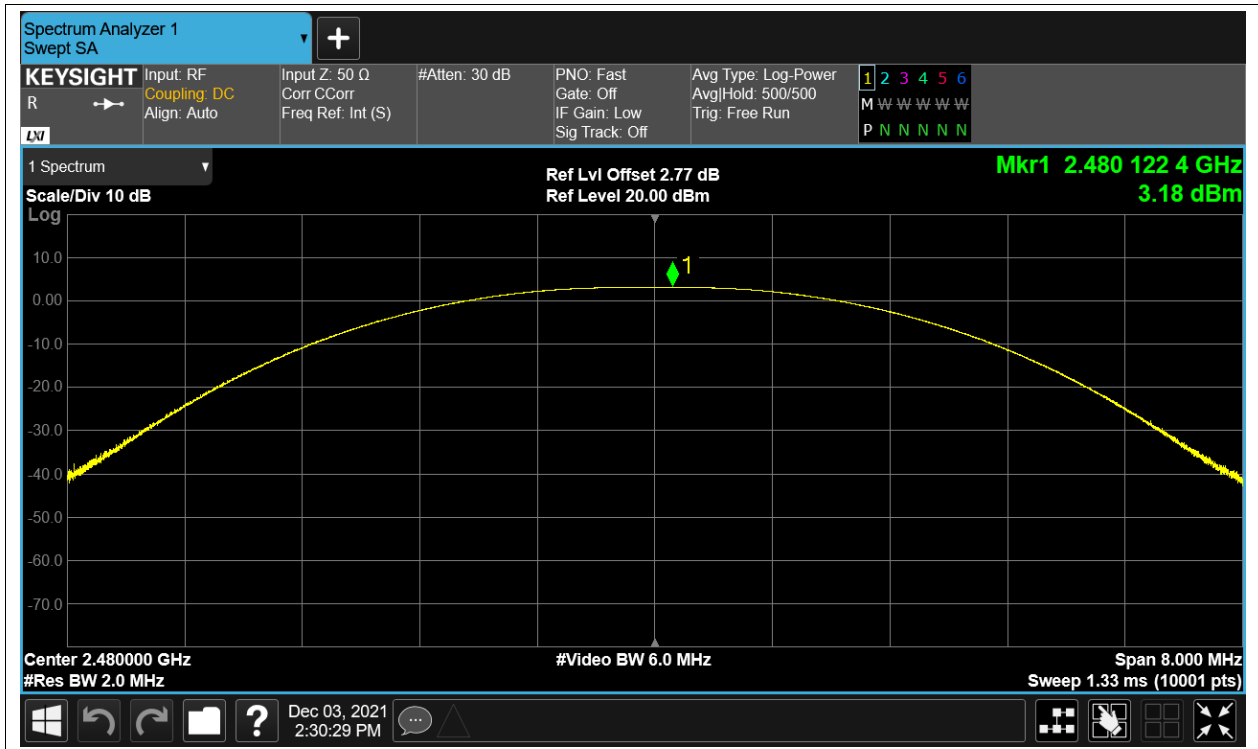 Spectrum Analyzer 1
Swept SA
KEYSIGHT
R
LXI
Input: RF
Coupling: DC
Align: Auto
Input Z: 50 Ω
Corr CCorr
Freq Ref: Int (S)
#Atten: 30 dB
PNO: Fast
Gate: Off
IF Gain: Low
Sig Track: Off
Avg Type: Log-Power
Avg|Hold: 500/500
Trig: Free Run
1 2 3 4 5 6
M W W W W W
P N N N N N
1 Spectrum
Scale/Div 10 dB
Ref Lvl Offset 2.77 dB
Ref Level 20.00 dBm
Mkr1 2.480 122 4 GHz
3.18 dBm
Log
10.0
0.00
-10.0
-20.0
-30.0
-40.0
-50.0
-60.0
-70.0
1
Center 2.480000 GHz
#Res BW 2.0 MHz
#Video BW 6.0 MHz
Span 8.000 MHz
Sweep 1.33 ms (10001 pts)
?
Dec 03, 2021
2:30:29 PM